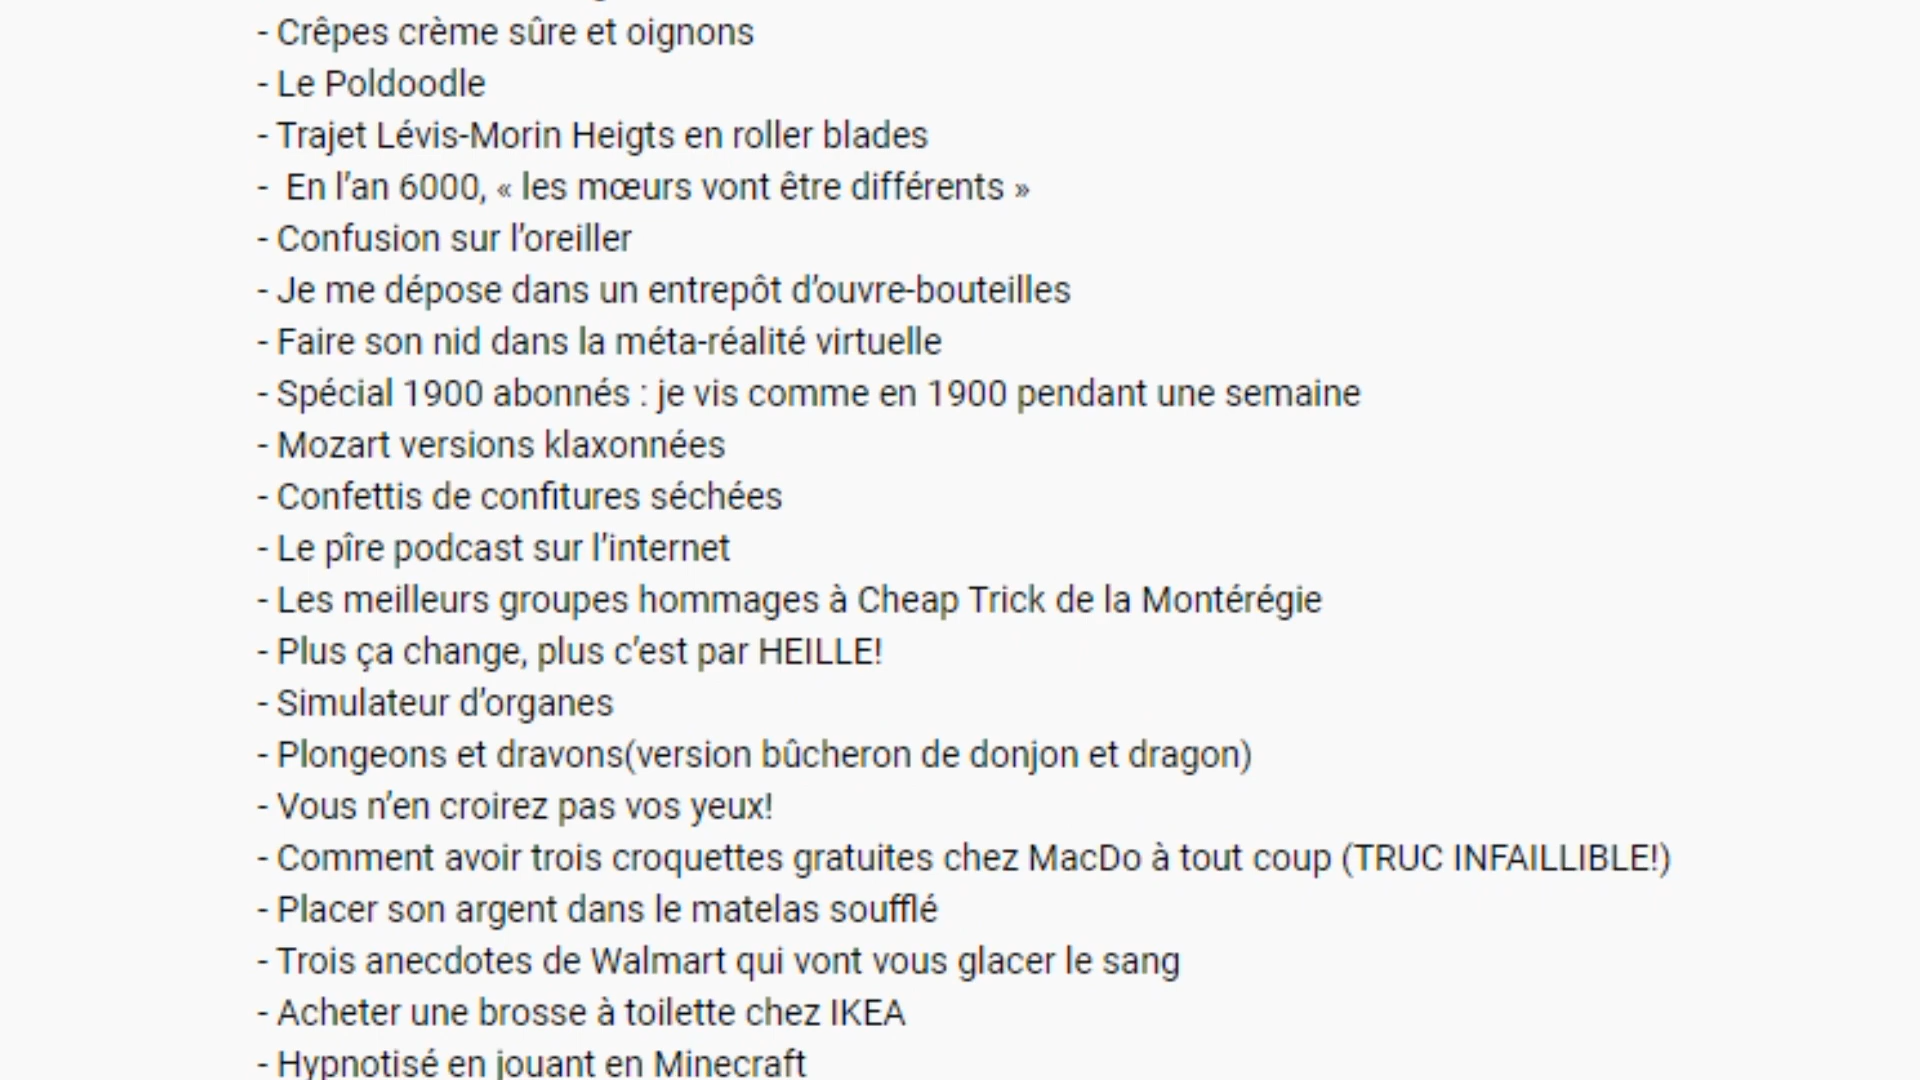 - Crêpes crème sûre et oignons
- Le Poldoodle
- Trajet Lévis-Morin Heigts en roller blades
-  En l’an 6000, « les mœurs vont être différents »
- Confusion sur l’oreiller
- Je me dépose dans un entrepôt d’ouvre-bouteilles
- Faire son nid dans la méta-réalité virtuelle
- Spécial 1900 abonnés : je vis comme en 1900 pendant une semaine
- Mozart versions klaxonnées
- Confettis de confitures séchées
- Le pîre podcast sur l’internet
- Les meilleurs groupes hommages à Cheap Trick de la Montérégie
- Plus ça change, plus c’est par HEILLE!
- Simulateur d’organes
- Plongeons et dravons(version bûcheron de donjon et dragon)
- Vous n’en croirez pas vos yeux!
- Comment avoir trois croquettes gratuites chez MacDo à tout coup (TRUC INFAILLIBLE!)
- Placer son argent dans le matelas soufflé
- Trois anecdotes de Walmart qui vont vous glacer le sang
- Acheter une brosse à toilette chez IKEA
- Hypnotisé en jouant en Minecraft